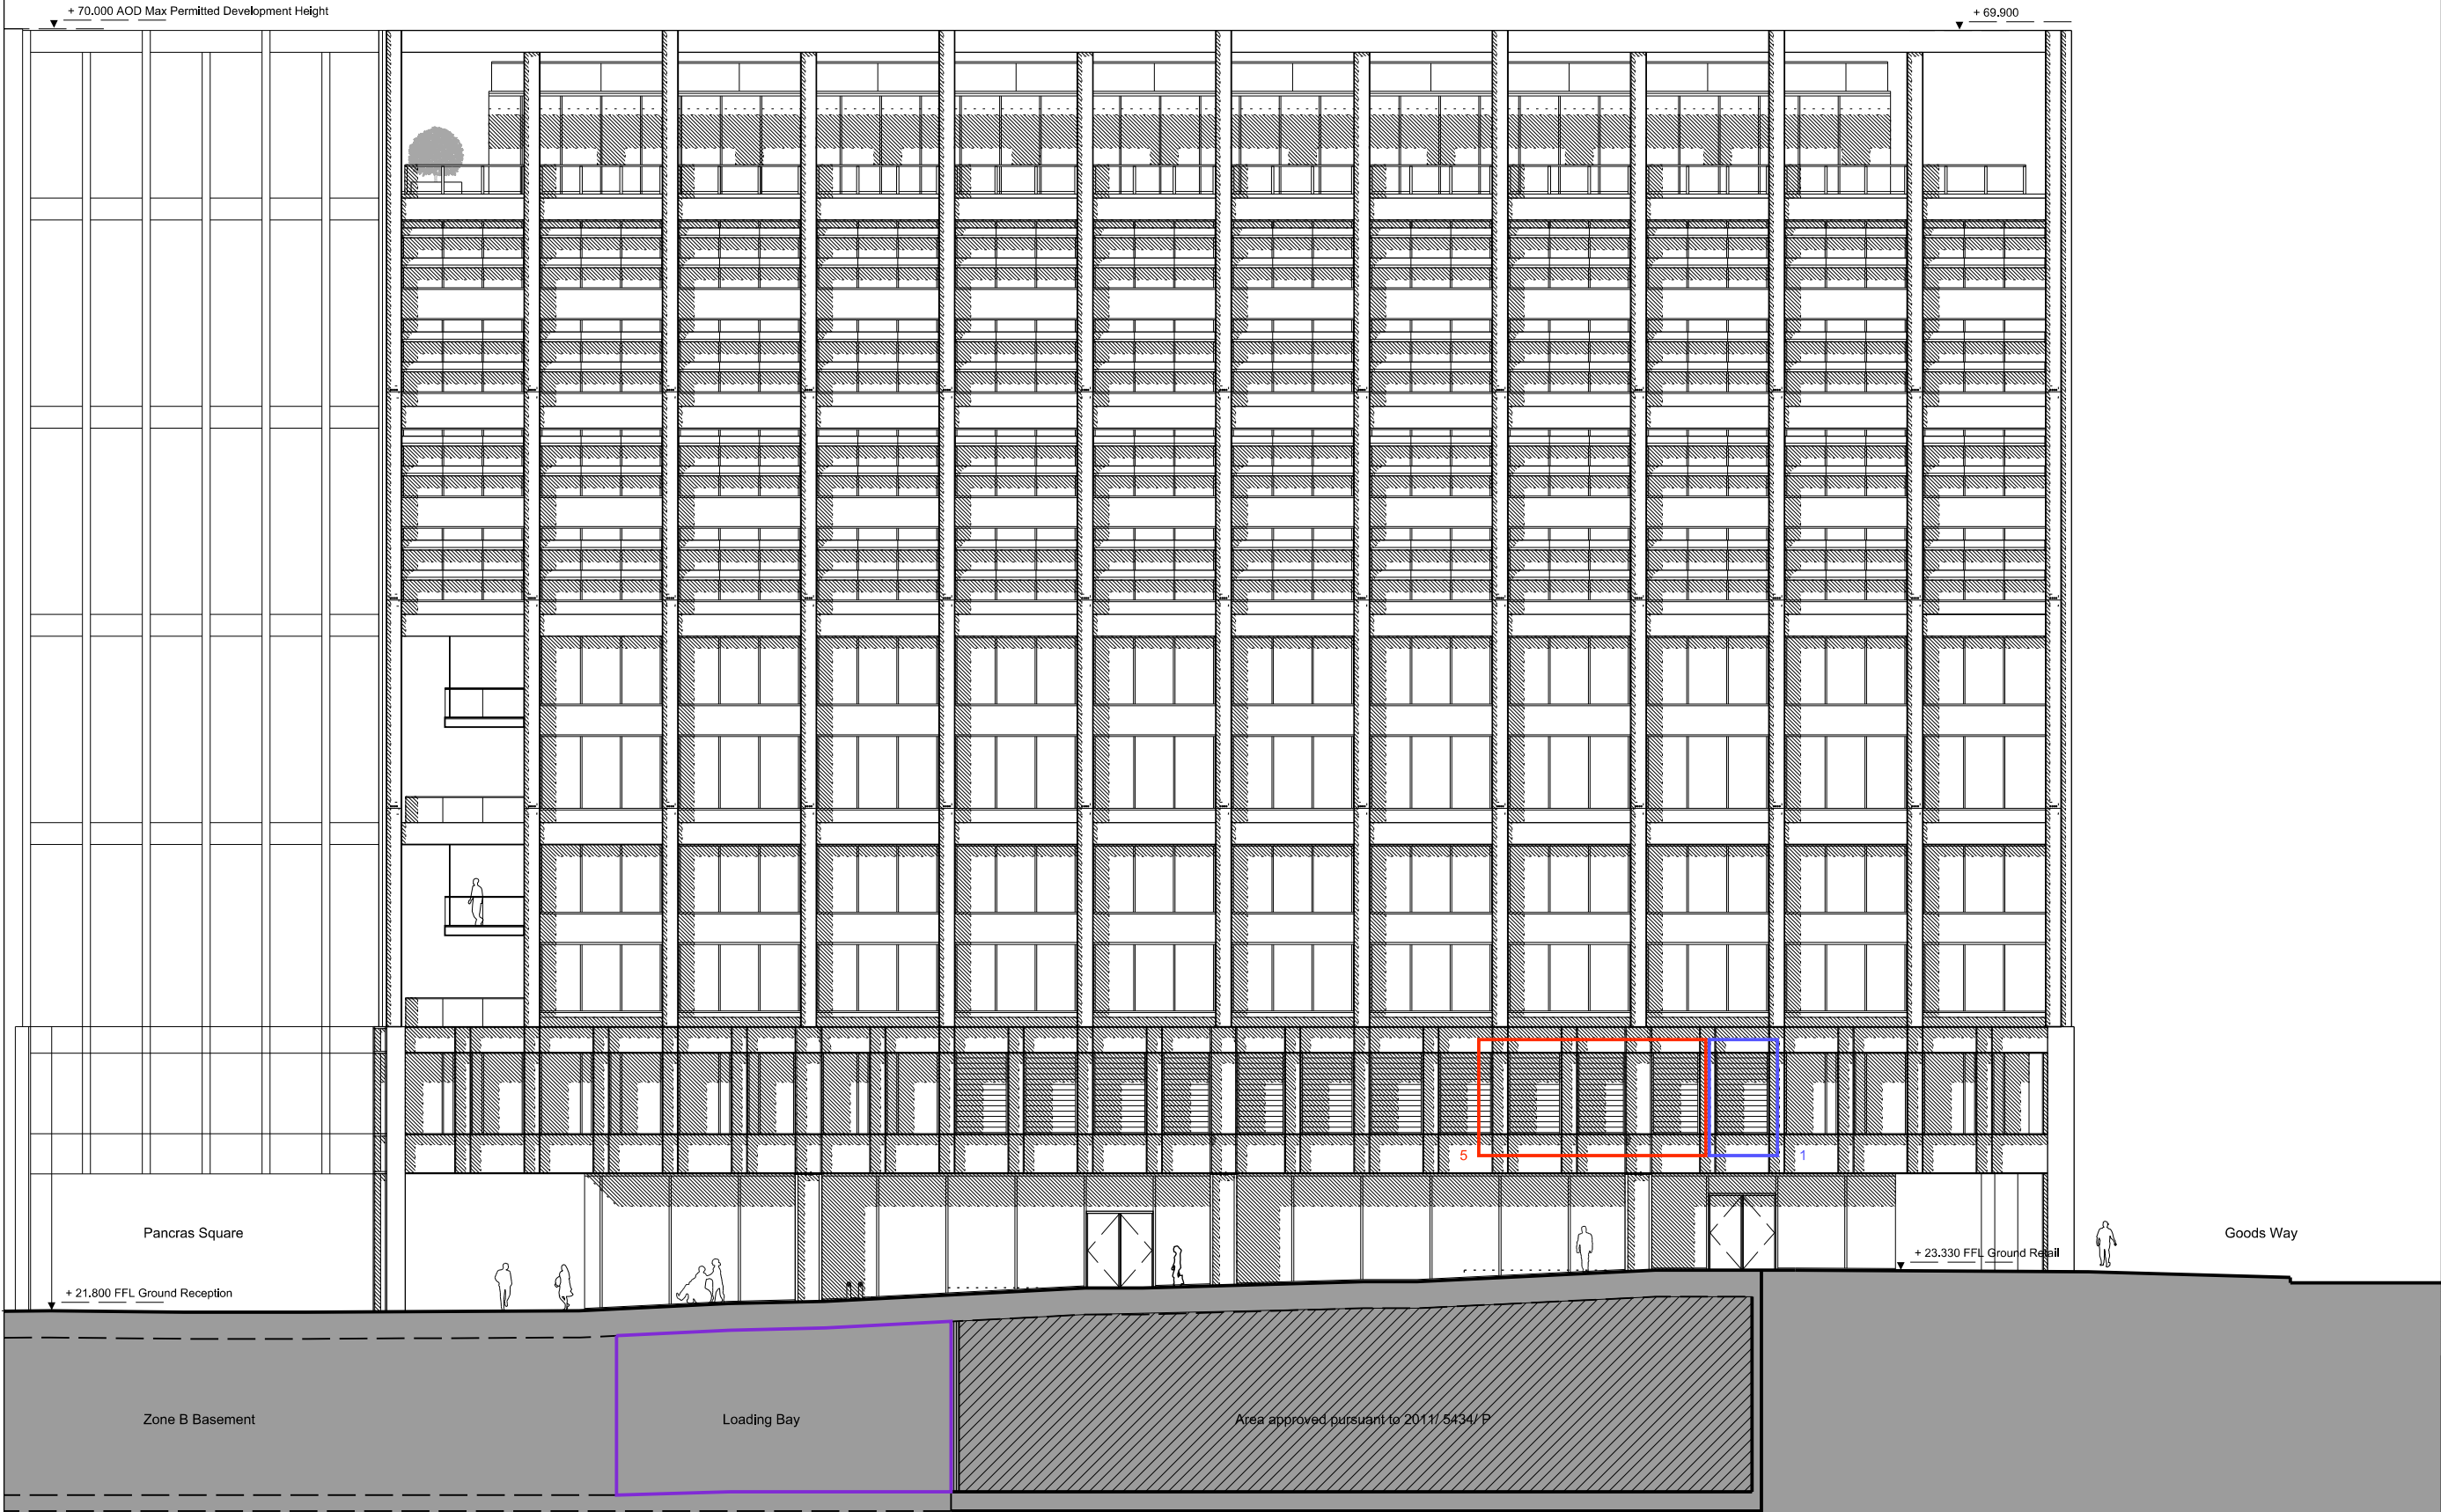 + 70.000 AOD Max Permitted Development Height
+ 69.900
5
1
Pancras Square
Goods Way
+ 23.330 FFL Ground Retail
+ 21.800 FFL Ground Reception
Zone B Basement
Loading Bay
Area approved pursuant to 2011/ 5434/ P